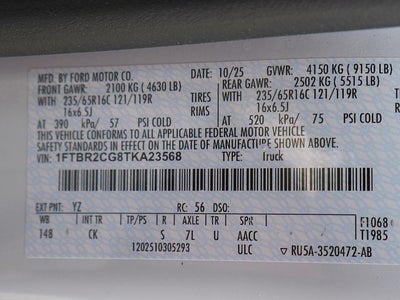 MFD. BY FORD MOTOR CO.
10/25 GVWR: 4150 KG ( 9150 LB)
FRONT GAWR: 2100 KG ( 4630 LB) REAR GAWR: 2502 KG ( 5515 LB)
WITH 235/65R16C 121/119R TIRES WITH 235/65R16C 121/119R
16x6.5J RIMS 16x6.5J
AT 390 kPa/ 57 PSI COLD AT 520 kPa/ 75 PSI COLD
THIS VEHICLE CONFORMS TO ALL APPLICABLE FEDERAL MOTOR VEHICLE
SAFETY STANDARDS IN EFFECT ON THE DATE OF MANUFACTURE SHOWN ABOVE.
VIN: 1FTBR2CG8TKA23568 TYPE: Truck
EXT PNT: YZ RC: 56 F1068
WB INT TR TP/PS R AXLE TR SPR T1985
148 CK S 7L U AACC
1202510305293 ULC ▽ RU5A-3520472-AB